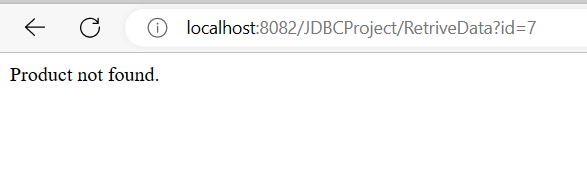 localhost:8082/JDBCProject/RetriveData?id=7
Product not found.